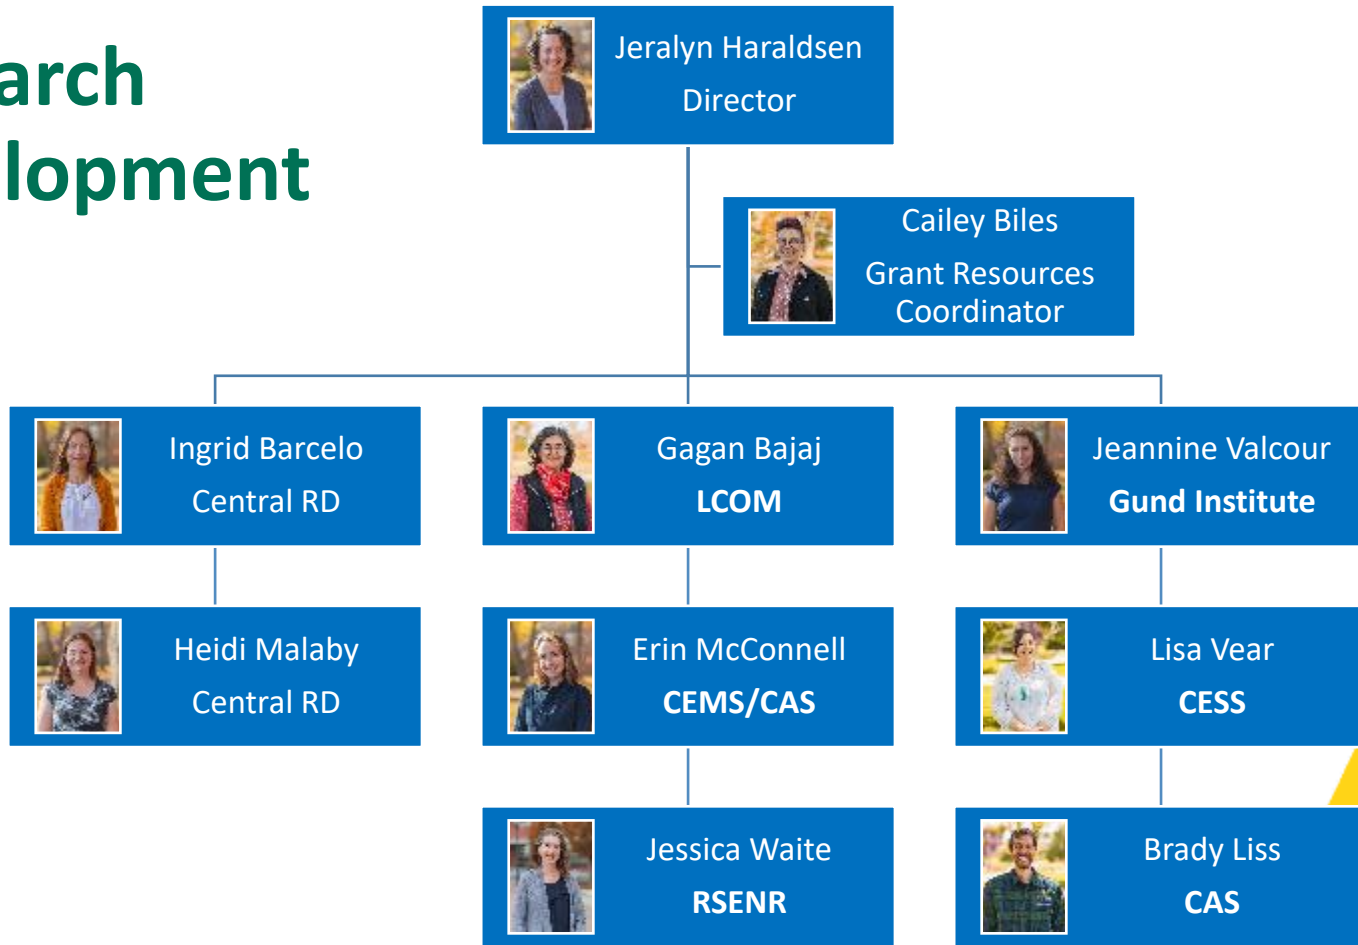 arch
lopment
Jeralyn Haraldsen
Director
Cailey Biles
Grant Resources
Coordinator
Ingrid Barcelo
Central RD
Gagan Bajaj
LCOM
Jeannine Valcour
Gund Institute
Heidi Malaby
Central RD
Erin McConnell
CEMS/CAS
Lisa Vear
CESS
Jessica Waite
RSENR
Brady Liss
CAS